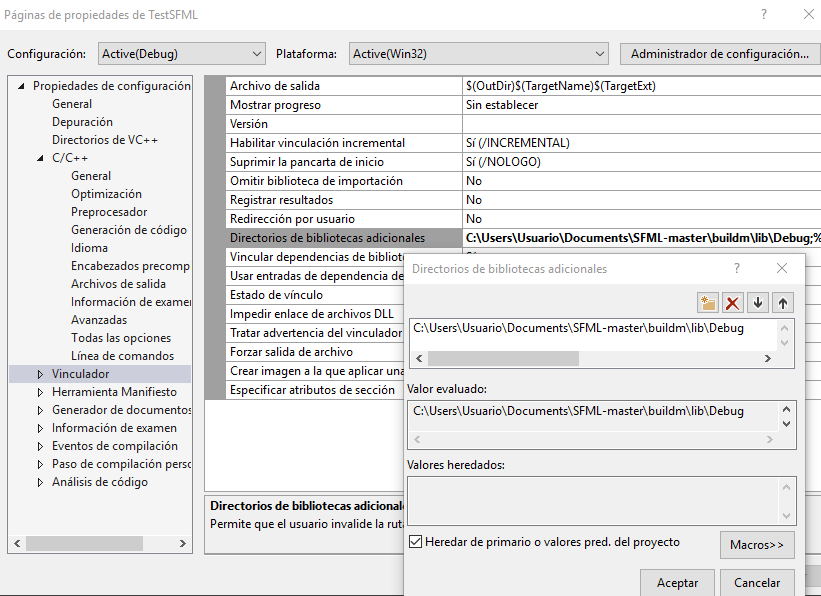 Páginas de propiedades de TestSFML
Configuración: Active(Debug) Plataforma: Active(Win32) Administrador de configuración...
Propiedades de configuración
General
Depuración
Directorios de VC++
C/C++
General
Optimización
Preprocesador
Generación de código
Idioma
Encabezados precomp
Archivos de salida
Información de examen
Avanzadas
Todas las opciones
Línea de comandos
Vinculador
Herramienta Manifiesto
Generador de documentos
Información de examen
Eventos de compilación
Paso de compilación perso
Análisis de código
Archivo de salida $(OutDir)$(TargetName)$(TargetExt)
Mostrar progreso Sin establecer
Versión
Habilitar vinculación incremental Sí (/INCREMENTAL)
Suprimir la pancarta de inicio Sí (/NOLOGO)
Omitir biblioteca de importación No
Registrar resultados No
Redirección por usuario No
Directorios de bibliotecas adicionales C:\Users\Usuario\Documents\SFML-master\buildm\lib\Debug;%
Vincular dependencias de bibliot
Usar entradas de dependencia de
Estado de vínculo
Impedir enlace de archivos DLL
Tratar advertencia del vinculador
Forzar salida de archivo
Crear imagen a la que aplicar una
Especificar atributos de sección
Directorios de bibliotecas adicional
Permite que el usuario invalide la ruta
Directorios de bibliotecas adicionales
C:\Users\Usuario\Documents\SFML-master\buildm\lib\Debug
Valor evaluado:
C:\Users\Usuario\Documents\SFML-master\buildm\lib\Debug
Valores heredados:
Heredar de primario o valores pred. del proyecto
Macros>>
Aceptar Cancelar